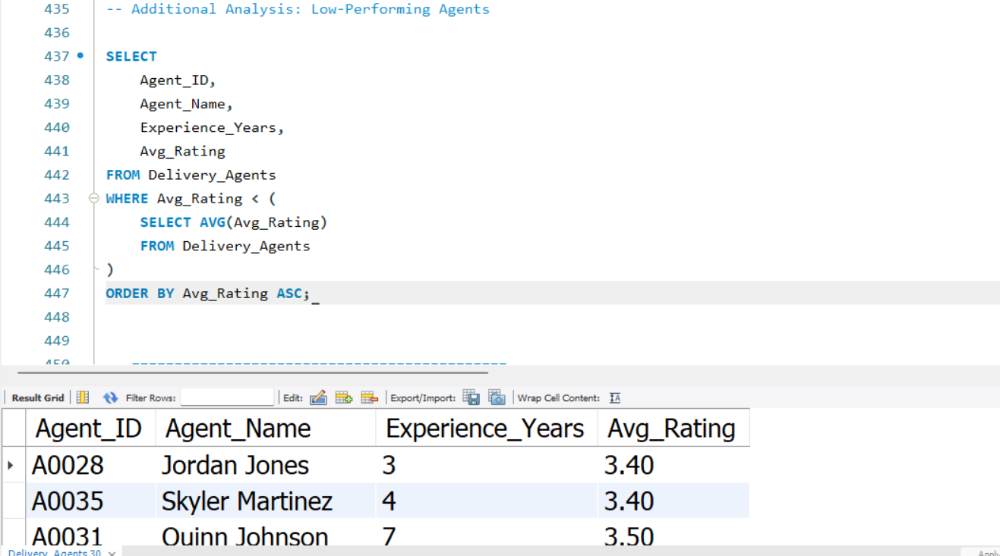 435 -- Additional Analysis: Low-Performing Agents
436
437 SELECT
438 Agent_ID,
439 Agent_Name,
440 Experience_Years,
441 Avg_Rating
442 FROM Delivery_Agents
443 WHERE Avg_Rating < (
444 SELECT AVG(Avg_Rating)
445 FROM Delivery_Agents
446 )
447 ORDER BY Avg_Rating ASC;
448
449
450 --------------------------------------------
Result Grid Filter Rows: Edit: Export/Import: Wrap Cell Content: IA
Agent_ID Agent_Name Experience_Years Avg_Rating
A0028 Jordan Jones 3 3.40
A0035 Skyler Martinez 4 3.40
A0031 Quinn Johnson 7 3.50
Delivery_Agents 30 Apply